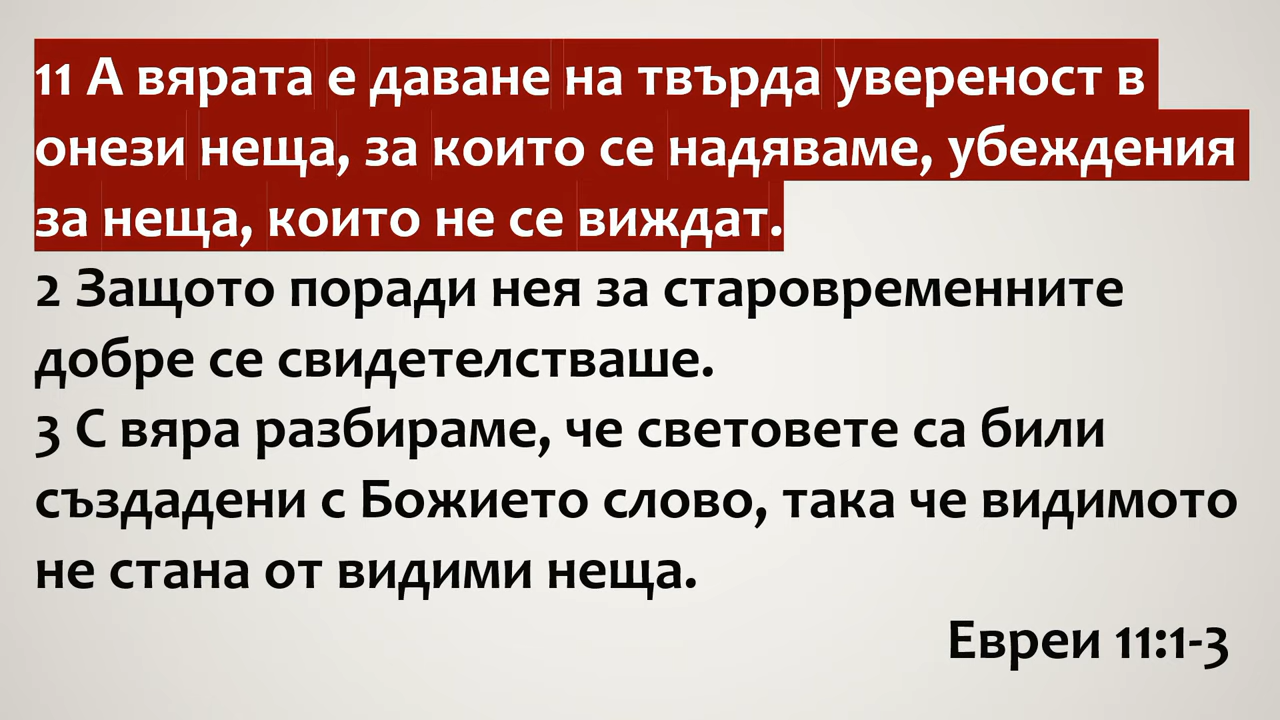 11 А вярата е даване на твърда увереност в
онези неща, за които се надяваме, убеждения
за неща, които не се виждат.
2 Защото поради нея за старовременните
добре се свидетелстваше.
3 С вяра разбираме, че световете са били
създадени с Божието слово, така че видимото
не стана от видими неща.
Евреи 11:1-3